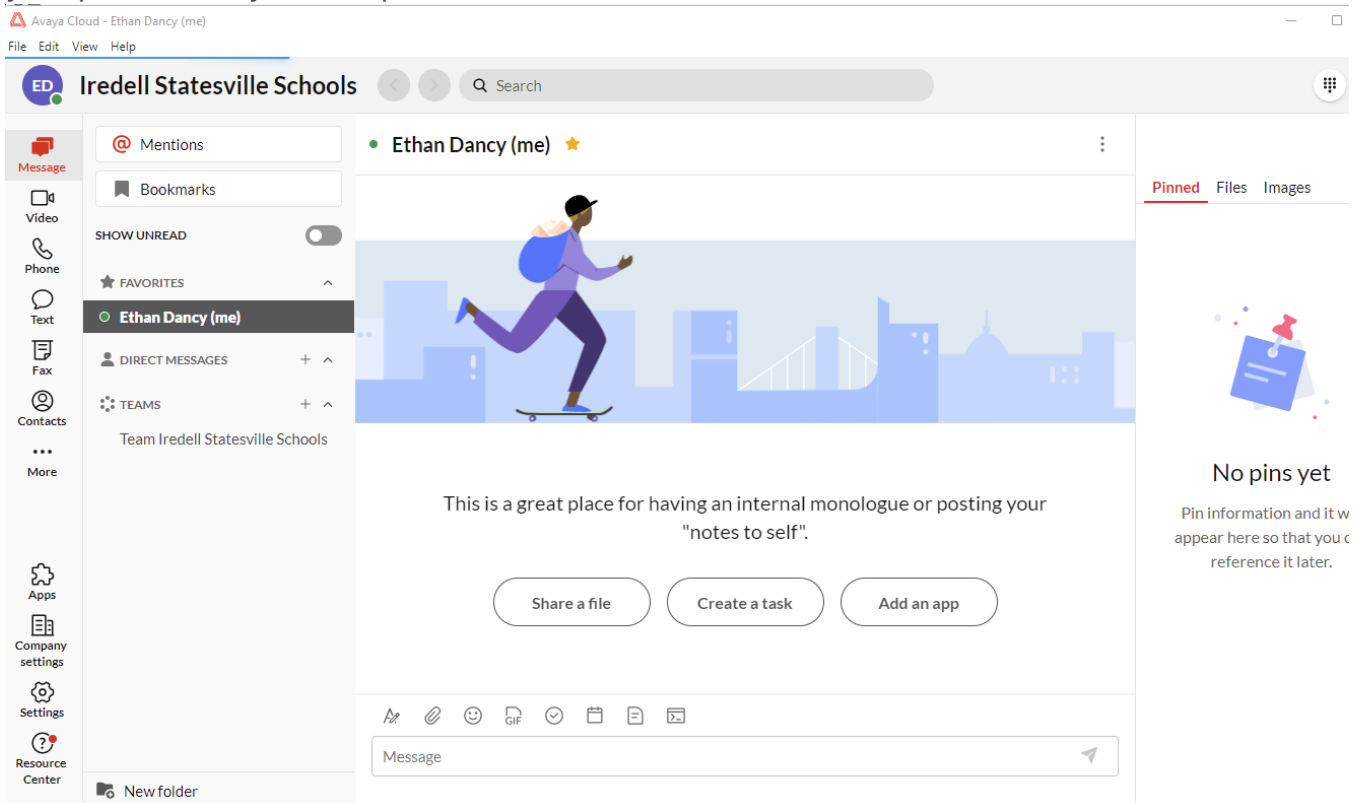 Avaya Cloud - Ethan Dancy (me)
File Edit View Help
ED Iredell Statesville Schools Search
Message
Video
Phone
Text
Fax
Contacts
More
Apps
Company
settings
Settings
Resource
Center
@ Mentions
Bookmarks
SHOW UNREAD
FAVORITES
Ethan Dancy (me)
DIRECT MESSAGES
TEAMS
Team Iredell Statesville Schools
New folder
Ethan Dancy (me)
This is a great place for having an internal monologue or posting your
"notes to self".
Share a file Create a task Add an app
GIF
Message
Pinned Files Images
No pins yet
Pin information and it w
appear here so that you
reference it later.